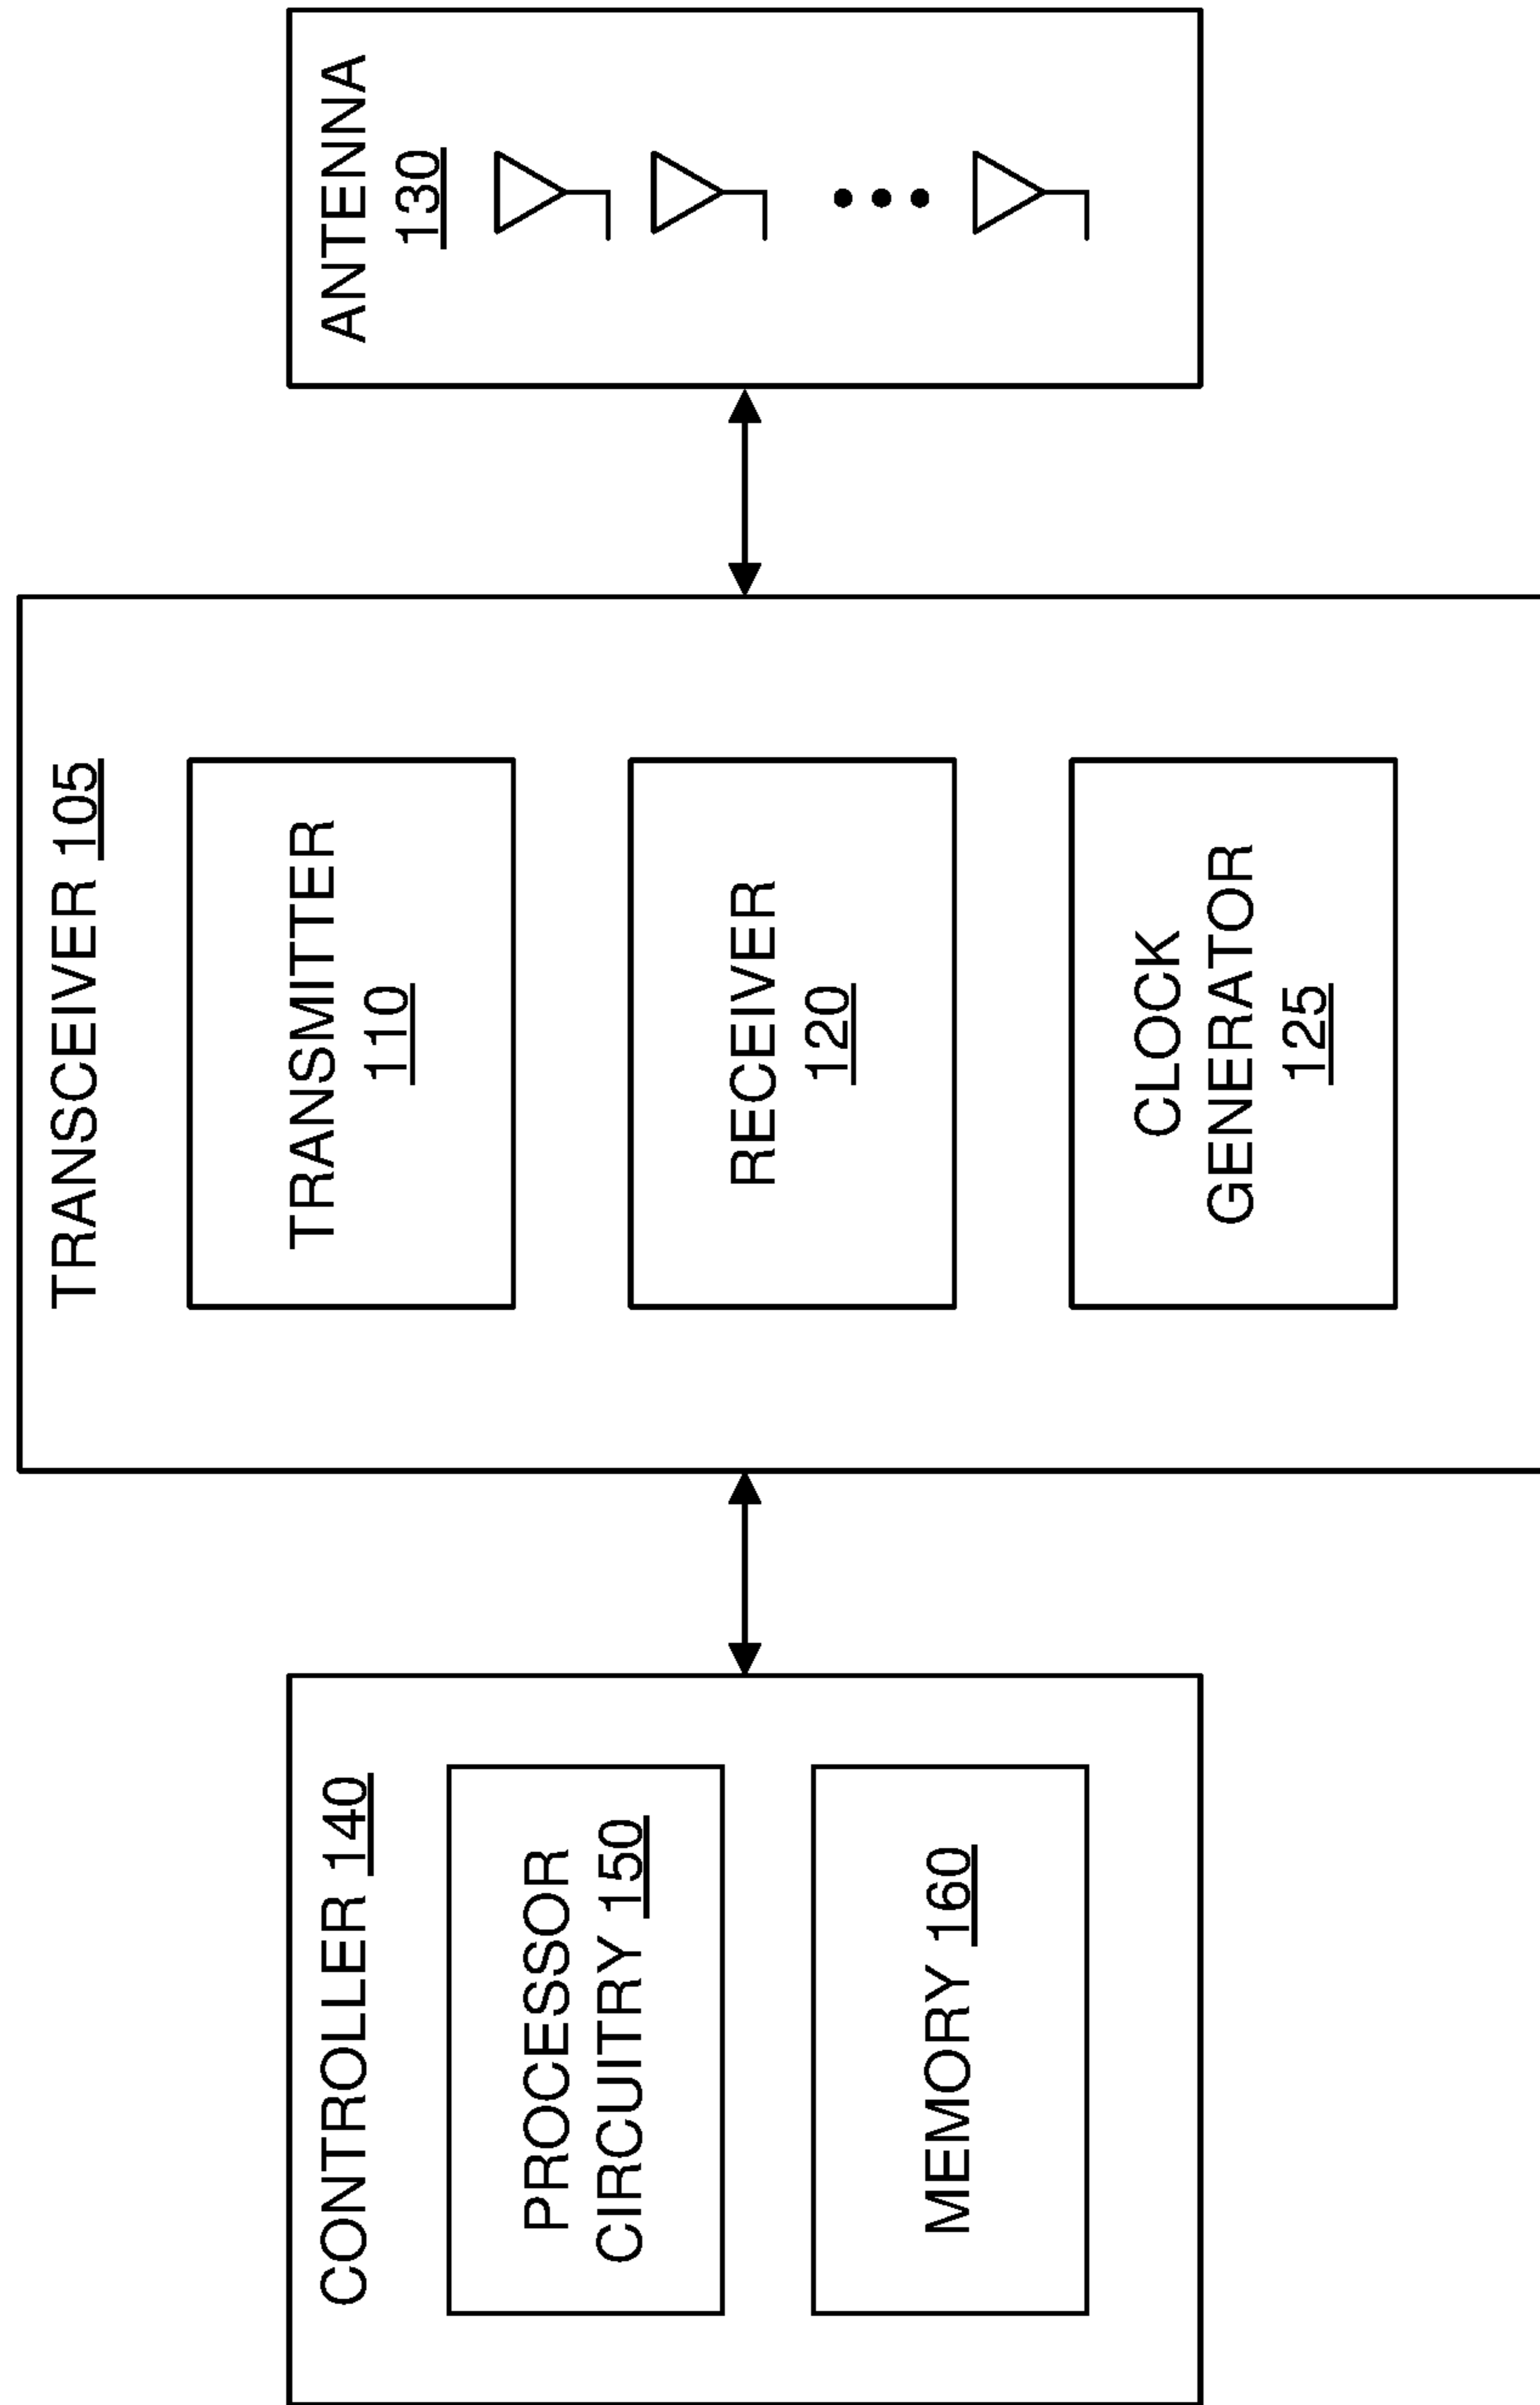 CONTROLLER 140
PROCESSOR
CIRCUITRY 150
MEMORY 160
TRANSCEIVER 105
TRANSMITTER
110
RECEIVER
120
CLOCK
GENERATOR
125
ANTENNA
130